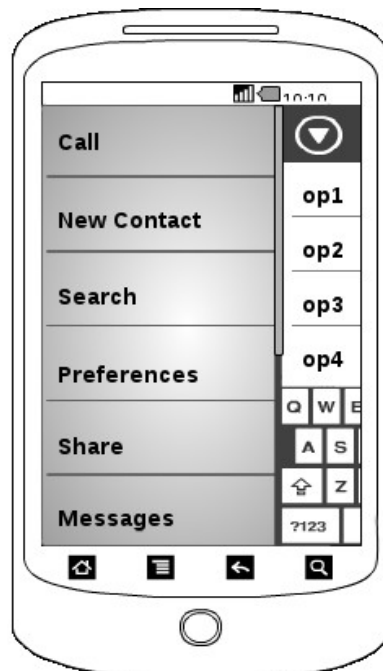 10:10
Call
New Contact
Search
Preferences
Share
Messages
op1
op2
op3
op4
Q W E
A S
Z
?123